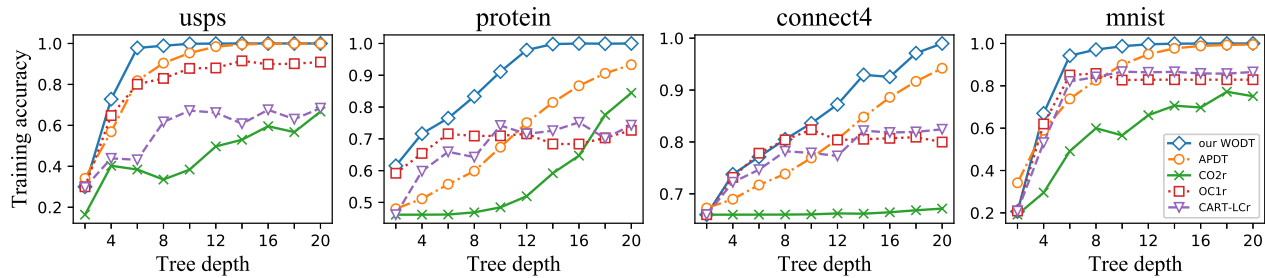 usps
protein
connect4
mnist
Training accuracy
1.0
0.8
0.6
0.4
0.2
4
8
12
16
20
Tree depth
1.0
0.9
0.8
0.7
0.6
0.5
4
8
12
16
20
Tree depth
1.0
0.9
0.8
0.7
4
8
12
16
20
Tree depth
1.0
0.8
0.6
0.4
0.2
4
8
12
16
20
Tree depth
our WODT
APDT
CO2r
OC1r
CART-LCr